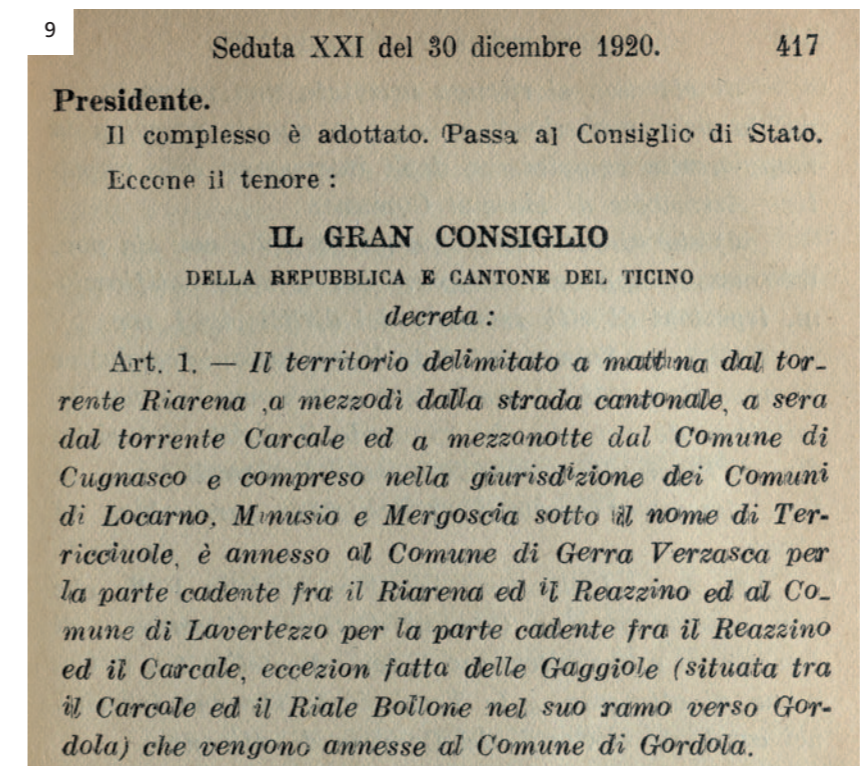 9
Seduta XXI del 30 dicembre 1920. 417
Presidente.
Il complesso è adottato. Passa al Consiglio di Stato.
Eccone il tenore :
IL GRAN CONSIGLIO
DELLA REPUBBLICA E CANTONE DEL TICINO
decreta :
Art. 1. — Il territorio delimitato a mattina dal tor-
rente Riarena ,a mezzodì dalla strada cantonale, a sera
dal torrente Carcale ed a mezzanotte dal Comune di
Cugnasco e compreso nella giurisdizione dei Comuni
di Locarno, Minusio e Mergoscia sotto il nome di Ter-
ricciuole, è annesso al Comune di Gerra Verzasca per
la parte cadente fra il Riarena ed il Reazzino ed al Co-
mune di Lavertezzo per la parte cadente fra il Reazzino
ed il Carcale, eccezion fatta delle Gaggiole (situata tra
il Carcale ed il Riale Bollone nel suo ramo verso Gor-
dola) che vengono annesse al Comune di Gordola.